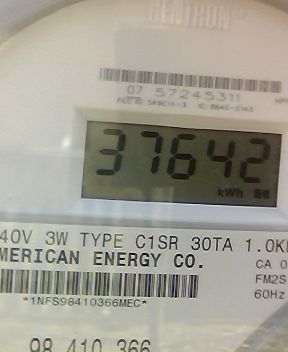 CENTRON®
07 57245311
37642
kWh
40V 3W TYPE C1SR 30TA 1.0K
MERICAN ENERGY CO.
CA 0
FM2S
60Hz
*1NFS98410366MEC*
98 410 366